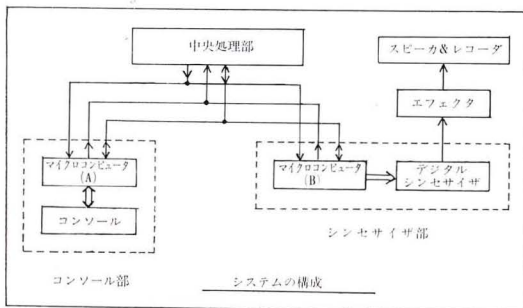 中央処理部
スピーカ&レコーダ
エフェクタ
マイクロコンピュータ
(A)
マイクロコンピュータ
(B)
デジタル
シンセサイザ
コンソール
シンセサイザ部
コンソール部
システムの構成